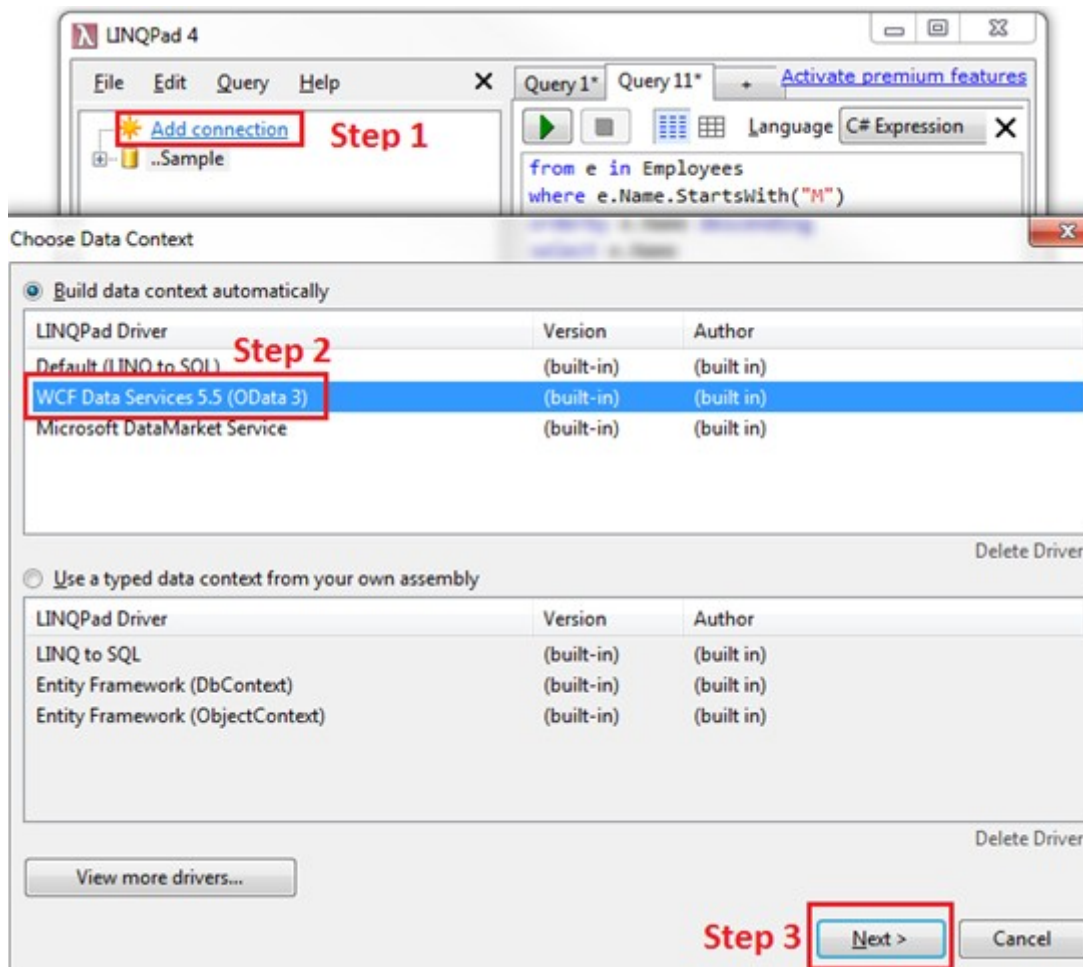 LINQPad 4
File Edit Query Help
Query 1* Query 11* + Activate premium features
Add connection Step 1
..Sample
Language C# Expression
from e in Employees
where e.Name.StartsWith("M")
orderby e.Name descending
select e.Name
Choose Data Context
Build data context automatically
LINQPad Driver Version Author
Step 2
Default (LINQ to SQL) (built-in) (built in)
WCF Data Services 5.5 (OData 3) (built-in) (built in)
Microsoft DataMarket Service (built-in) (built in)
Delete Driver
Use a typed data context from your own assembly
LINQPad Driver Version Author
LINQ to SQL (built-in) (built in)
Entity Framework (DbContext) (built-in) (built in)
Entity Framework (ObjectContext) (built-in) (built in)
Delete Driver
View more drivers...
Step 3 Next > Cancel